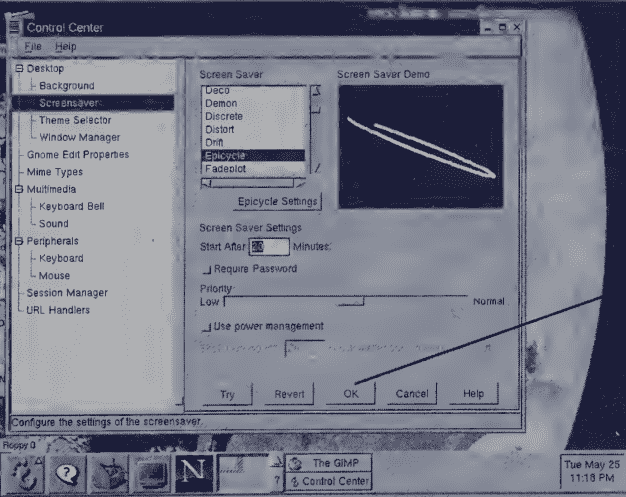 Control Center
File Help
Desktop
Background
Screensaver
Theme Selector
Window Manager
Gnome Edit Properties
Mime Types
Multimedia
Keyboard Bell
Sound
Peripherals
Keyboard
Mouse
Session Manager
URL Handlers
Screen Saver
Deco
Demon
Discrete
Distort
Drift
Epicycle
Fadeplot
Epicycle Settings
Screen Saver Demo
Screen Saver Settings
Start After 20 Minutes.
Require Password
Priority
Low Normal
Use power management
Try Revert OK Cancel Help
Configure the settings of the screensaver.
floppy 0
N
?
The GIMP
Control Center
Tue May 25
11:18 PM